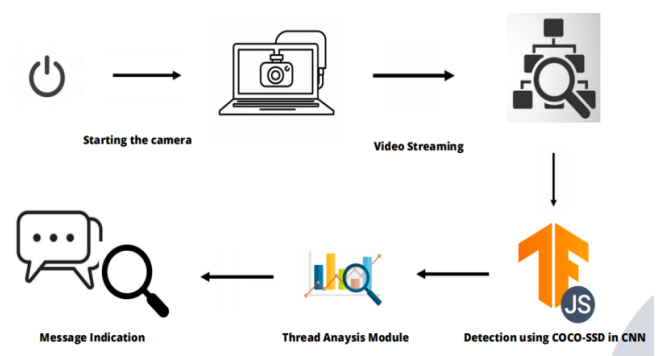 Starting the camera
Video Streaming
JS
Message Indication
Thread Anaysis Module
Detection using COCO-SSD in CNN